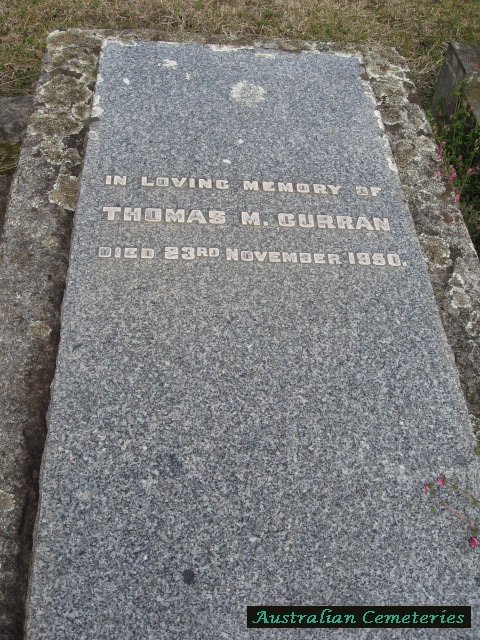 IN LOVING MEMORY OF
THOMAS M. CURRAN
DIED 23RD NOVEMBER 1950.
Australian Cemeteries